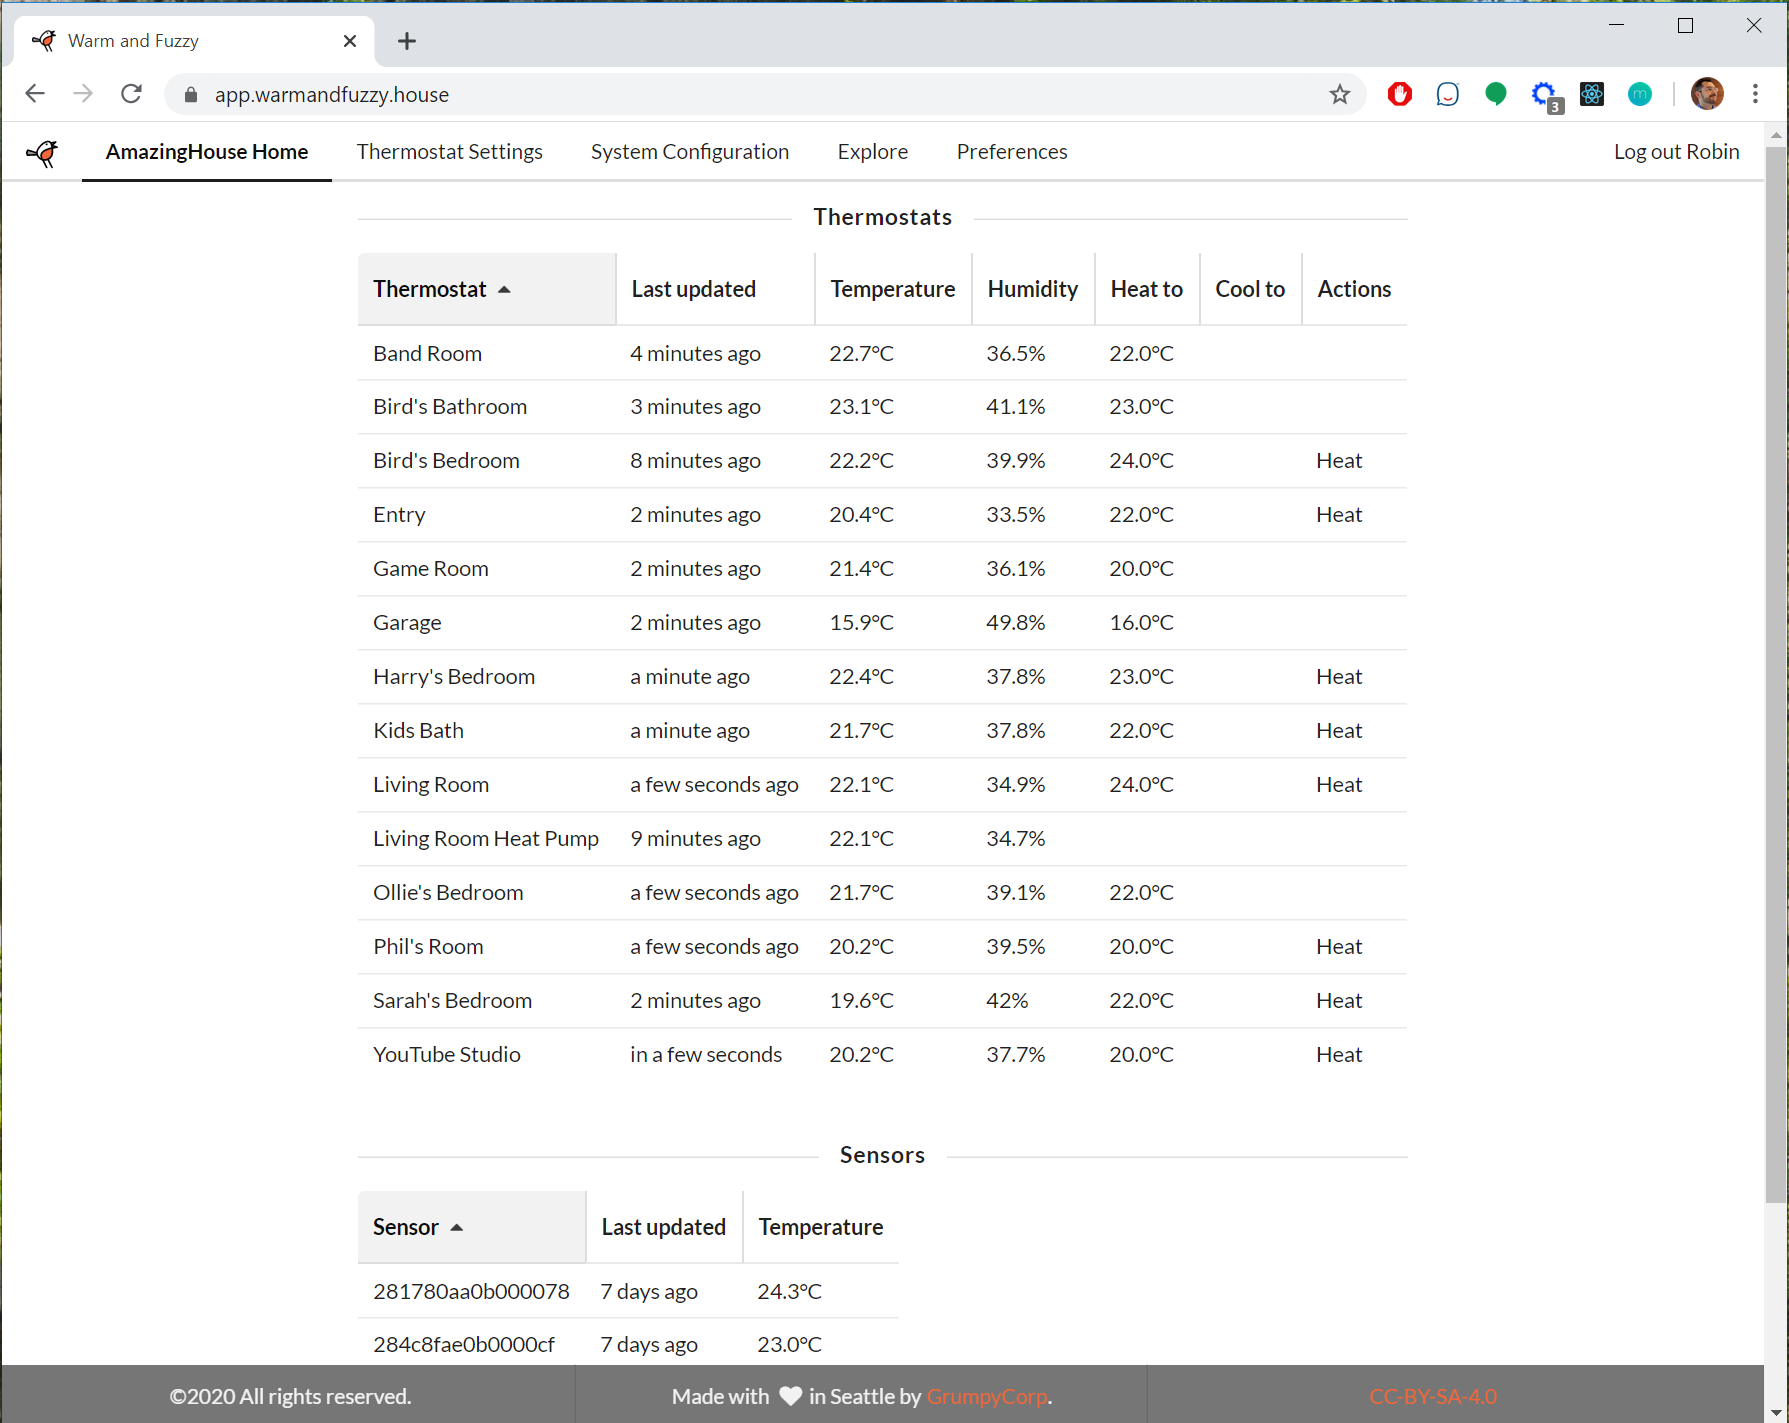 Warm and Fuzzy
app.warmandfuzzy.house
3
m
AmazingHouse Home Thermostat Settings System Configuration Explore Preferences Log out Robin
Thermostats
Thermostat Last updated Temperature Humidity Heat to Cool to Actions
Band Room 4 minutes ago 22.7°C 36.5% 22.0°C
Bird's Bathroom 3 minutes ago 23.1°C 41.1% 23.0°C
Bird's Bedroom 8 minutes ago 22.2°C 39.9% 24.0°C Heat
Entry 2 minutes ago 20.4°C 33.5% 22.0°C Heat
Game Room 2 minutes ago 21.4°C 36.1% 20.0°C
Garage 2 minutes ago 15.9°C 49.8% 16.0°C
Harry's Bedroom a minute ago 22.4°C 37.8% 23.0°C Heat
Kids Bath a minute ago 21.7°C 37.8% 22.0°C Heat
Living Room a few seconds ago 22.1°C 34.9% 24.0°C Heat
Living Room Heat Pump 9 minutes ago 22.1°C 34.7%
Ollie's Bedroom a few seconds ago 21.7°C 39.1% 22.0°C
Phil's Room a few seconds ago 20.2°C 39.5% 20.0°C Heat
Sarah's Bedroom 2 minutes ago 19.6°C 42% 22.0°C Heat
YouTube Studio in a few seconds 20.2°C 37.7% 20.0°C Heat
Sensors
Sensor Last updated Temperature
281780aa0b000078 7 days ago 24.3°C
284c8fae0b0000cf 7 days ago 23.0°C
©2020 All rights reserved. Made with ❤ in Seattle by GrumpyCorp. CC-BY-SA-4.0